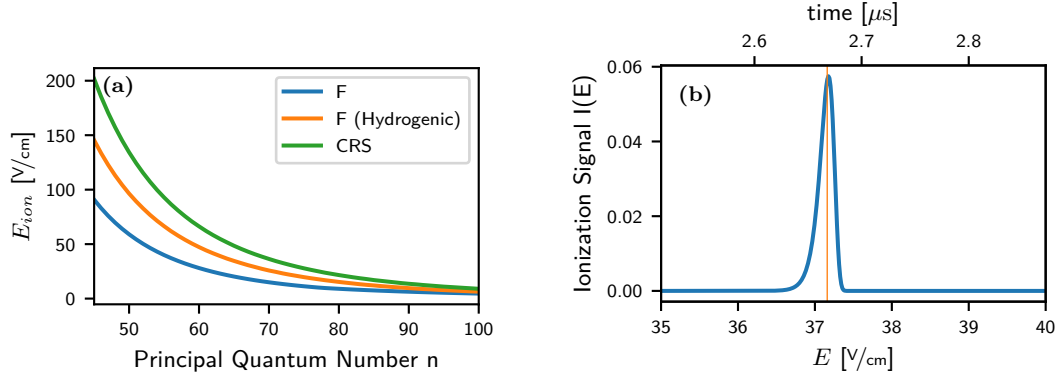 (a)
F
F (Hydrogenic)
CRS
E_ion [V/cm]
200
150
100
50
0
50 60 70 80 90 100
Principal Quantum Number n
time [μs]
2.6 2.7 2.8
(b)
Ionization Signal I(E)
0.06
0.04
0.02
0.00
35 36 37 38 39 40
E [V/cm]